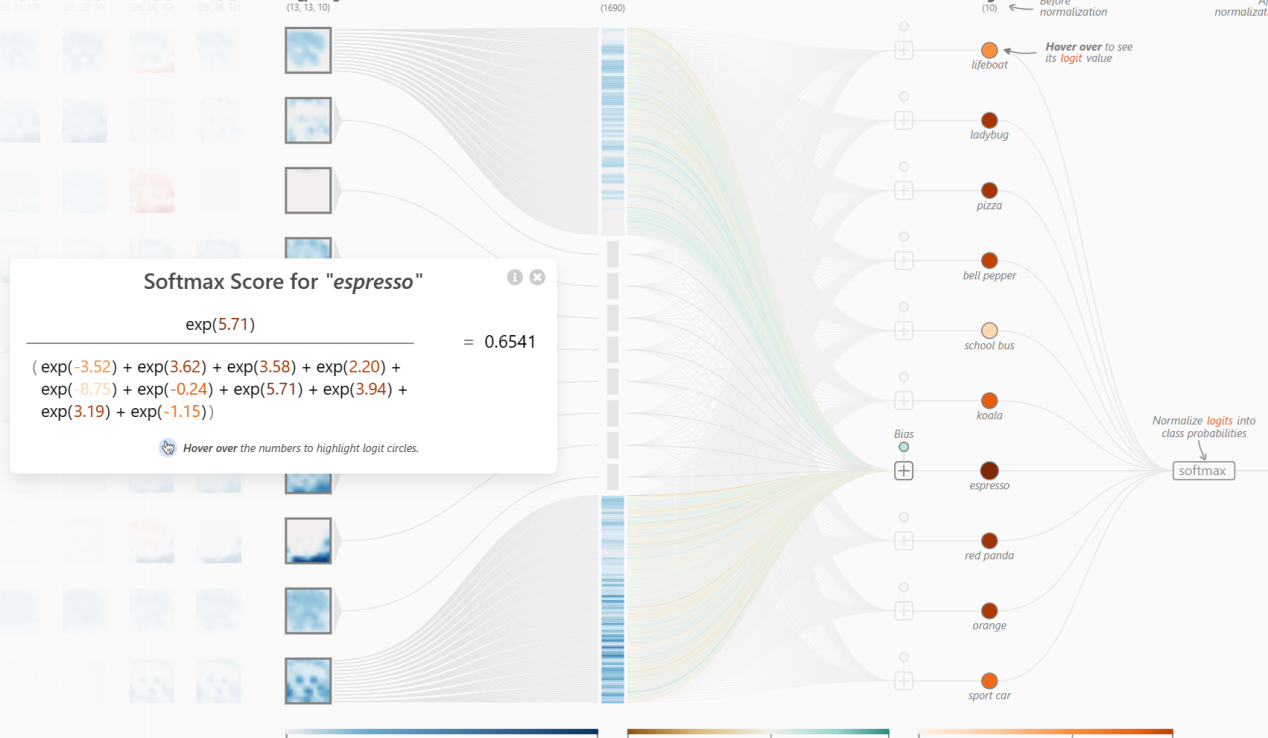 (13, 13, 10)
(1690)
(10)
Before
normalization
normalizat
Hover over to see
its logit value
lifeboat
ladybug
pizza
bell pepper
school bus
koala
Bias
espresso
red panda
orange
sport car
Normalize logits into
class probabilities
softmax
Softmax Score for "espresso"
exp(5.71)
= 0.6541
( exp(-3.52) + exp(3.62) + exp(3.58) + exp(2.20) +
exp(-8.75) + exp(-0.24) + exp(5.71) + exp(3.94) +
exp(3.19) + exp(-1.15) )
Hover over the numbers to highlight logit circles.